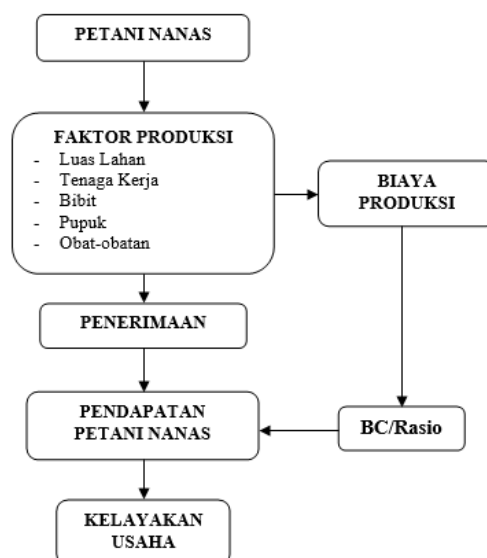 PETANI NANAS
FAKTOR PRODUKSI
- Luas Lahan
- Tenaga Kerja
- Bibit
- Pupuk
- Obat-obatan
BIAYA
PRODUKSI
PENERIMAAN
PENDAPATAN
PETANI NANAS
BC/Rasio
KELAYAKAN
USAHA